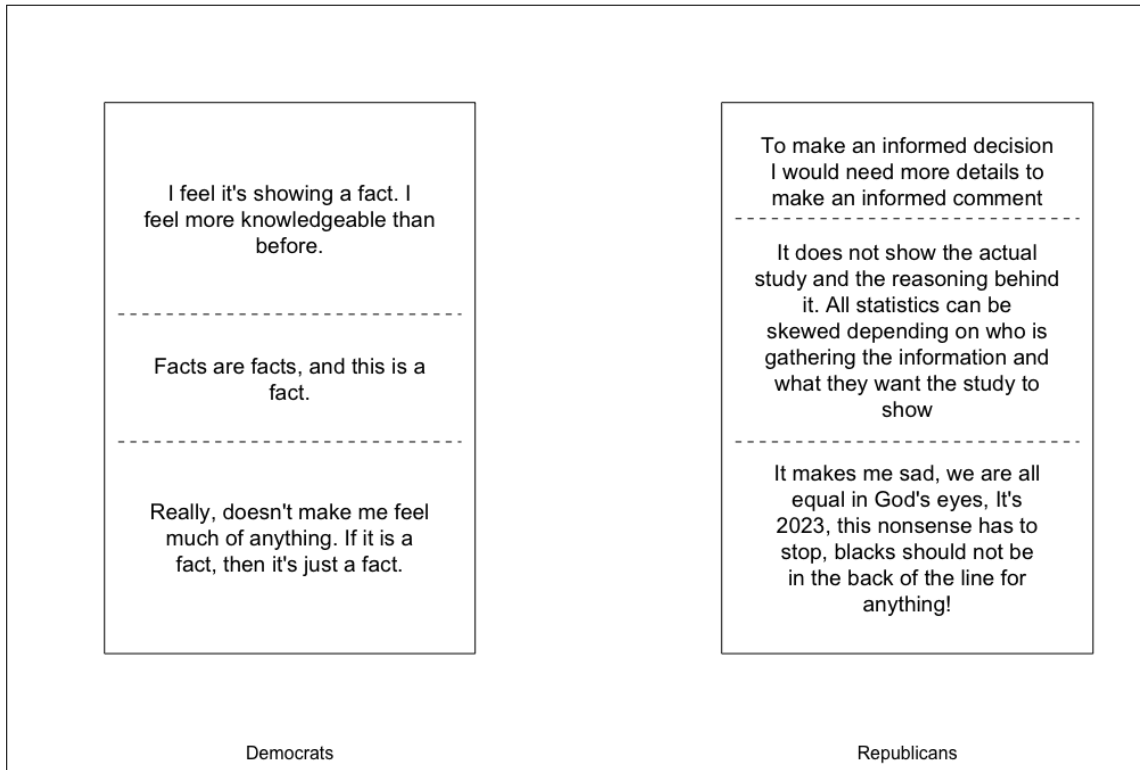 I feel it's showing a fact. I
feel more knowledgeable than
before.
Facts are facts, and this is a
fact.
Really, doesn't make me feel
much of anything. If it is a
fact, then it's just a fact.
Democrats
To make an informed decision
I would need more details to
make an informed comment
It does not show the actual
study and the reasoning behind
it. All statistics can be
skewed depending on who is
gathering the information and
what they want the study to
show
It makes me sad, we are all
equal in God's eyes, It's
2023, this nonsense has to
stop, blacks should not be
in the back of the line for
anything!
Republicans